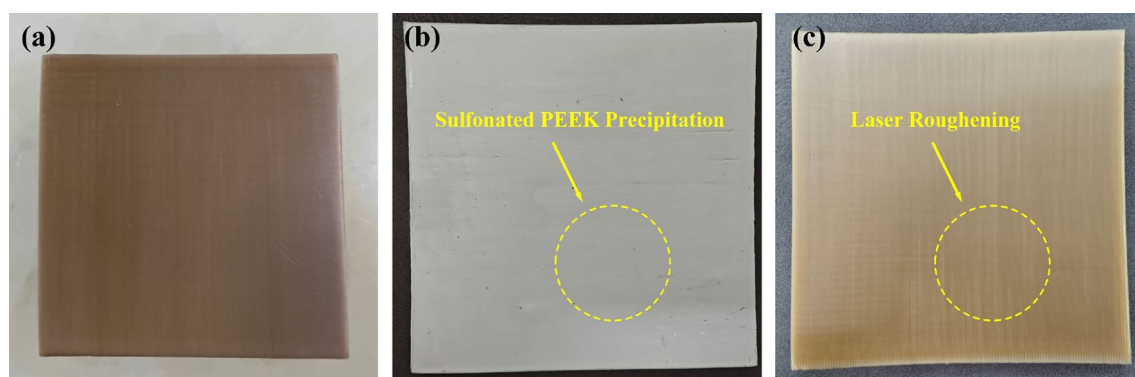 (a)
(b)
(c)
Sulfonated PEEK Precipitation
Laser Roughening